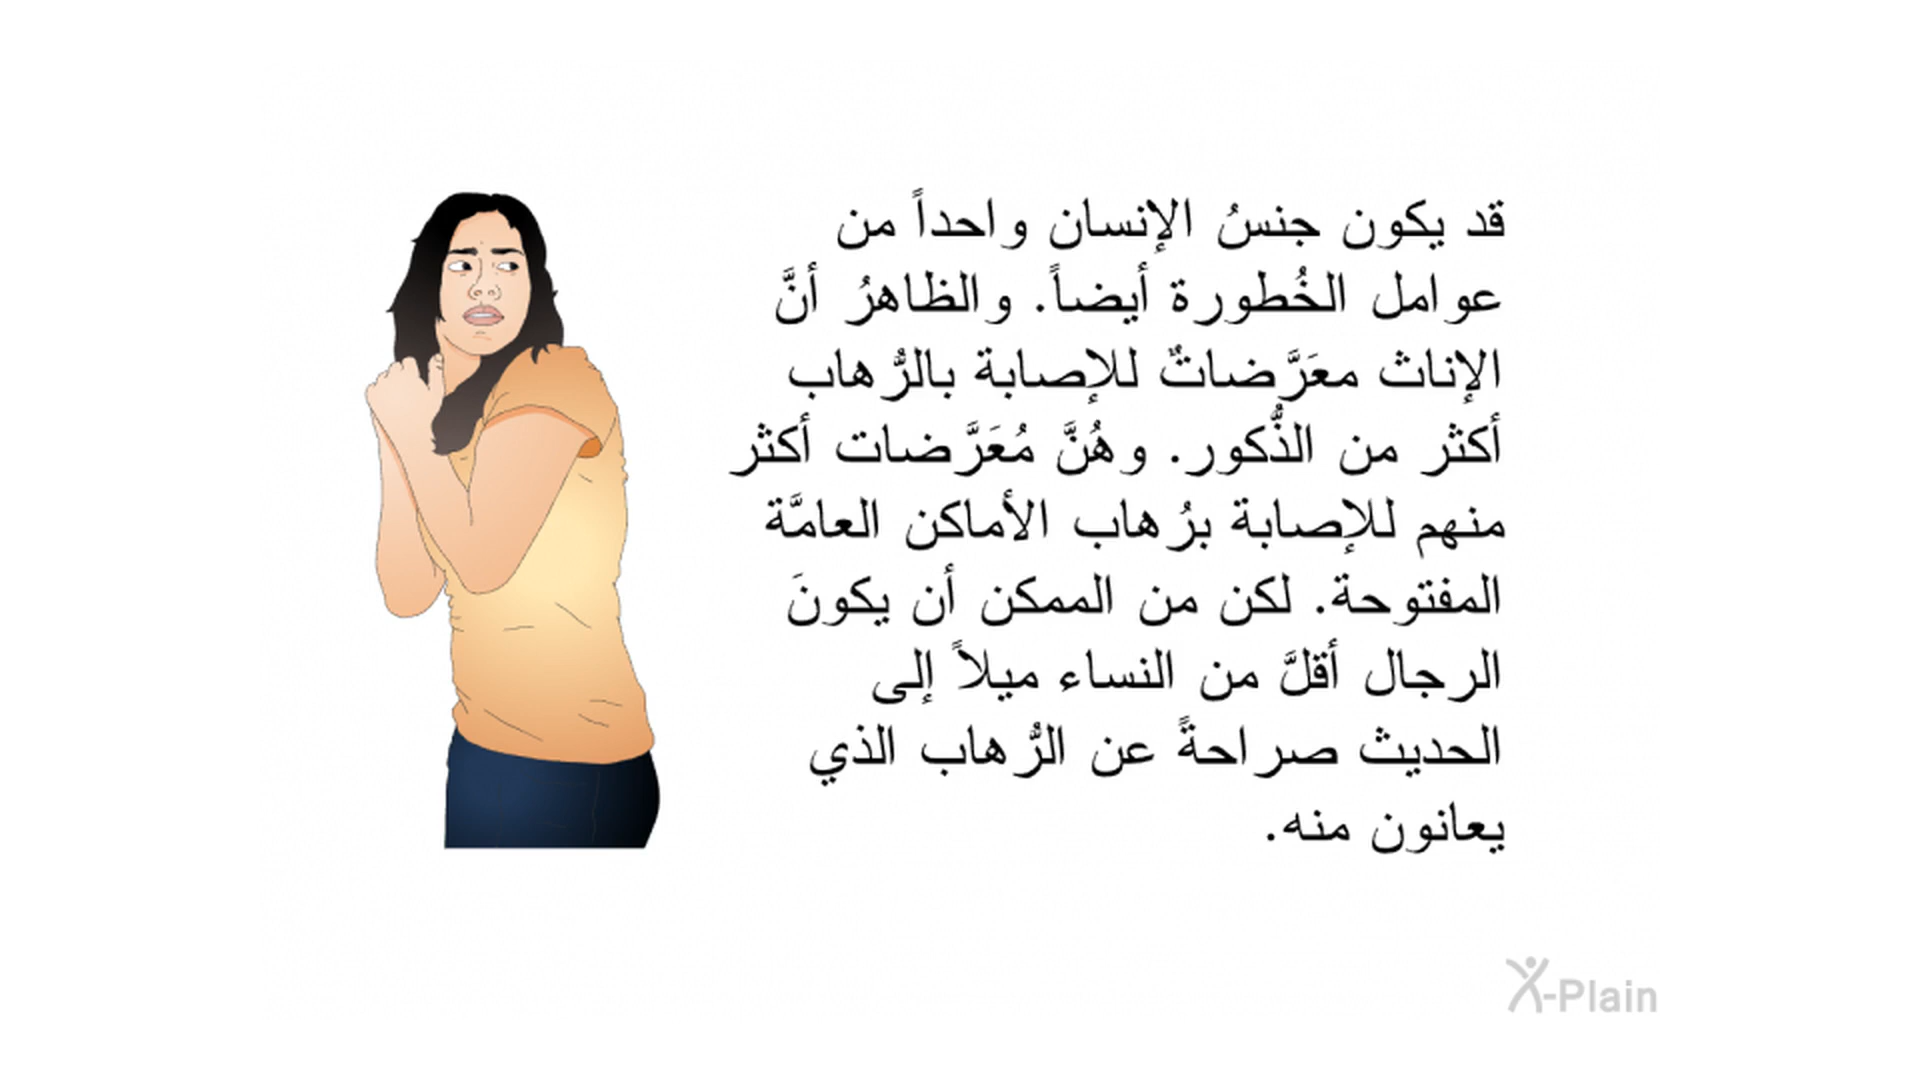 قد يكون جنسُ الإنسان واحداً من
عوامل الخُطورة أيضاً. والظاهرُ أنَّ
الإناث معَرَّضاتٌ للإصابة بالرُّهاب
أكثر من الذُّكور. وهُنَّ مُعَرَّضات أكثر
منهم للإصابة برُهاب الأماكن العامَّة
المفتوحة. لكن من الممكن أن يكونَ
الرجال أقلَّ من النساء ميلاً إلى
الحديث صراحةً عن الرُّهاب الذي
يعانون منه.
X-Plain